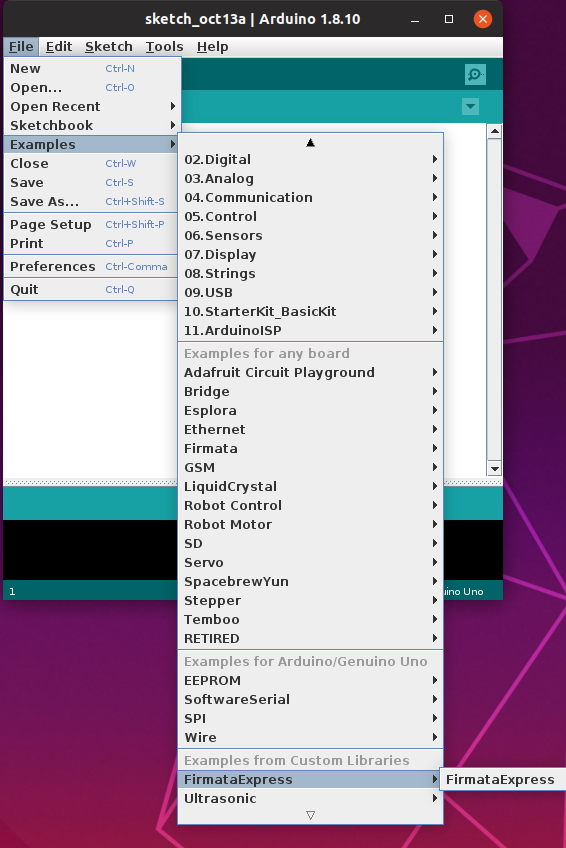 sketch_oct13a | Arduino 1.8.10
File Edit Sketch Tools Help
New Ctrl-N
Open... Ctrl-O
Open Recent
Sketchbook
Examples
Close Ctrl-W
Save Ctrl-S
Save As... Ctrl+Shift-S
Page Setup Ctrl+Shift-P
Print Ctrl-P
Preferences Ctrl-Comma
Quit Ctrl-Q
02.Digital
03.Analog
04.Communication
05.Control
06.Sensors
07.Display
08.Strings
09.USB
10.StarterKit_BasicKit
11.ArduinoISP
Examples for any board
Adafruit Circuit Playground
Bridge
Esplora
Ethernet
Firmata
GSM
LiquidCrystal
Robot Control
Robot Motor
SD
Servo
SpacebrewYun
Stepper
Temboo
RETIRED
Examples for Arduino/Genuino Uno
EEPROM
SoftwareSerial
SPI
Wire
Examples from Custom Libraries
FirmataExpress
Ultrasonic
FirmataExpress
1
uino Uno